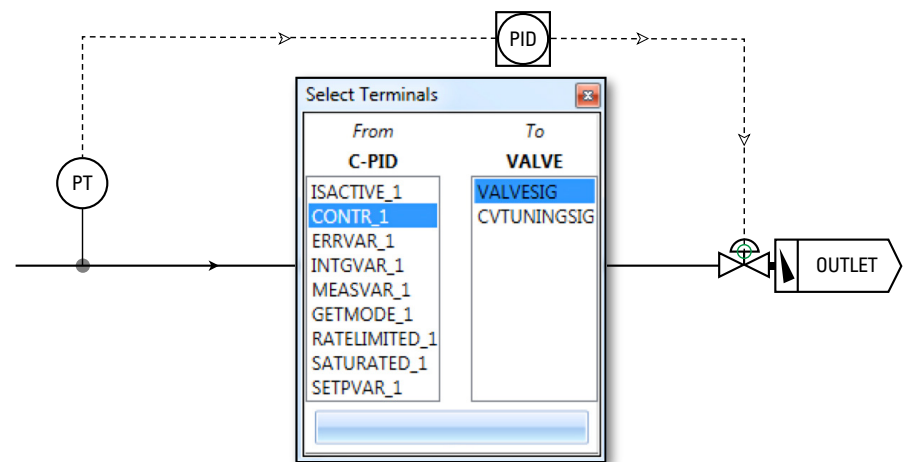 PID
Select Terminals
From
To
C-PID
VALVE
ISACTIVE_1
CONTR_1
ERRVAR_1
INTGVAR_1
MEASVAR_1
GETMODE_1
RATELIMITED_1
SATURATED_1
SETPVAR_1
VALVESIG
CVTUNINGSIG
PT
OUTLET